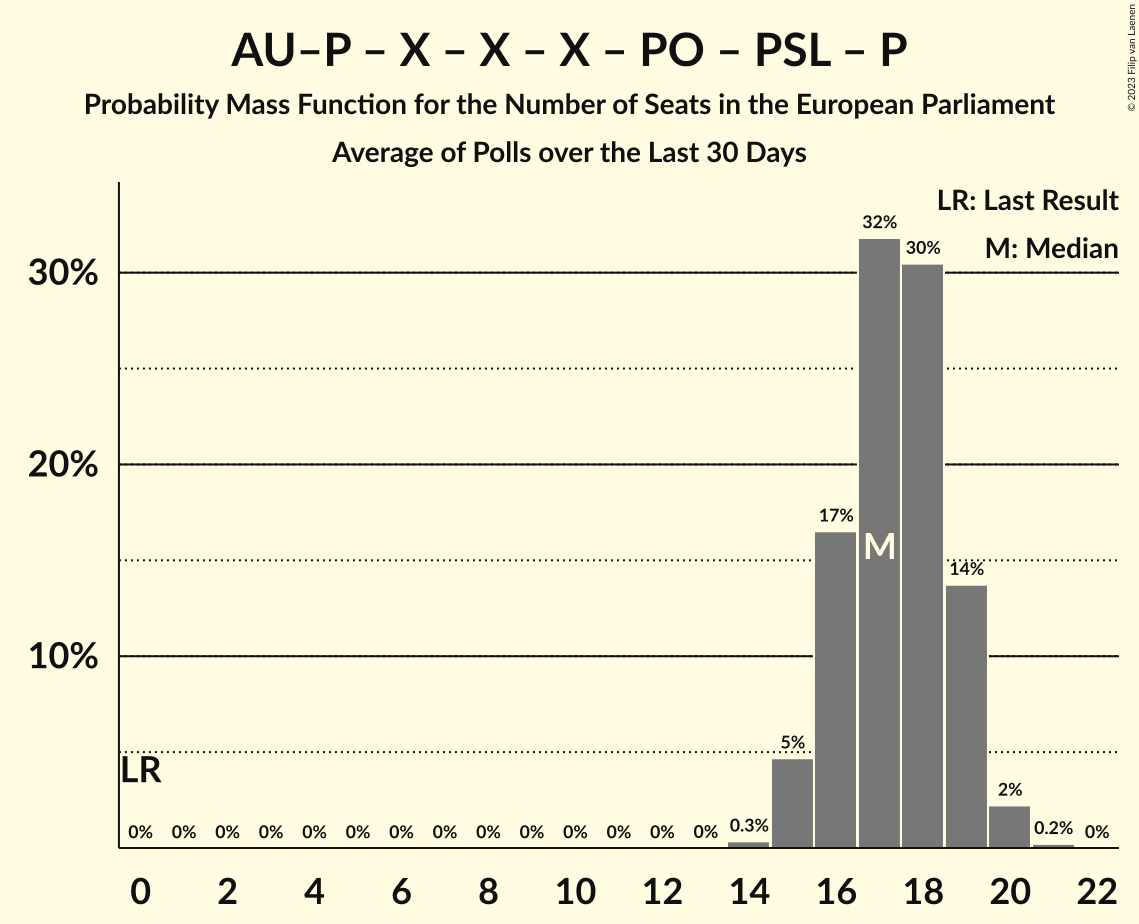 AU–P – X – X – X – PO – PSL – P
Probability Mass Function for the Number of Seats in the European Parliament
Average of Polls over the Last 30 Days
© 2023 Filip van Laenen
LR: Last Result
M: Median
30%
20%
10%
LR
M
0% 0% 0% 0% 0% 0% 0% 0% 0% 0% 0% 0% 0% 0% 0.3% 5% 17% 32% 30% 14% 2% 0.2% 0%
0 2 4 6 8 10 12 14 16 18 20 22